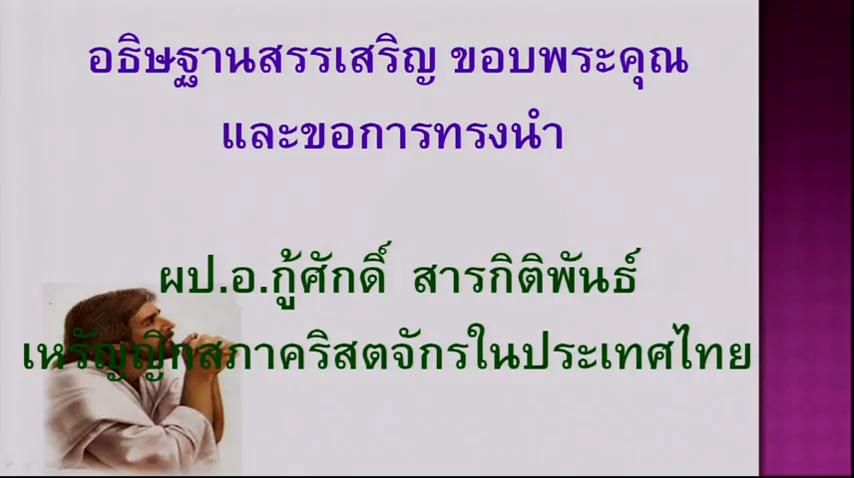 อธิษฐานสรรเสริญ ขอบพระคุณ
และขอการทรงนำ
ผป.อ.กู้ศักดิ์ สารกิติพันธ์
เหรัญญิกสภาคริสตจักรในประเทศไทย